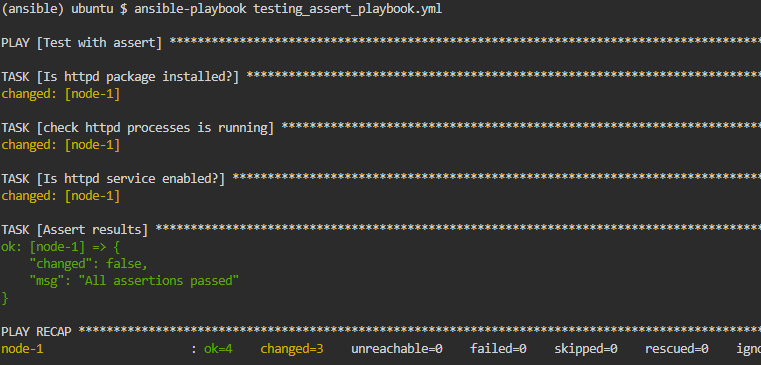 (ansible) ubuntu $ ansible-playbook testing_assert_playbook.yml
PLAY [Test with assert] *************************************************************************************
TASK [Is httpd package installed?] **************************************************************************
changed: [node-1]
TASK [check httpd processes is running] *********************************************************************
changed: [node-1]
TASK [Is httpd service enabled?] ****************************************************************************
changed: [node-1]
TASK [Assert results] ***************************************************************************************
ok: [node-1] => {
    "changed": false,
    "msg": "All assertions passed"
}
PLAY RECAP **************************************************************************************************
node-1                     : ok=4    changed=3    unreachable=0    failed=0    skipped=0    rescued=0    igno